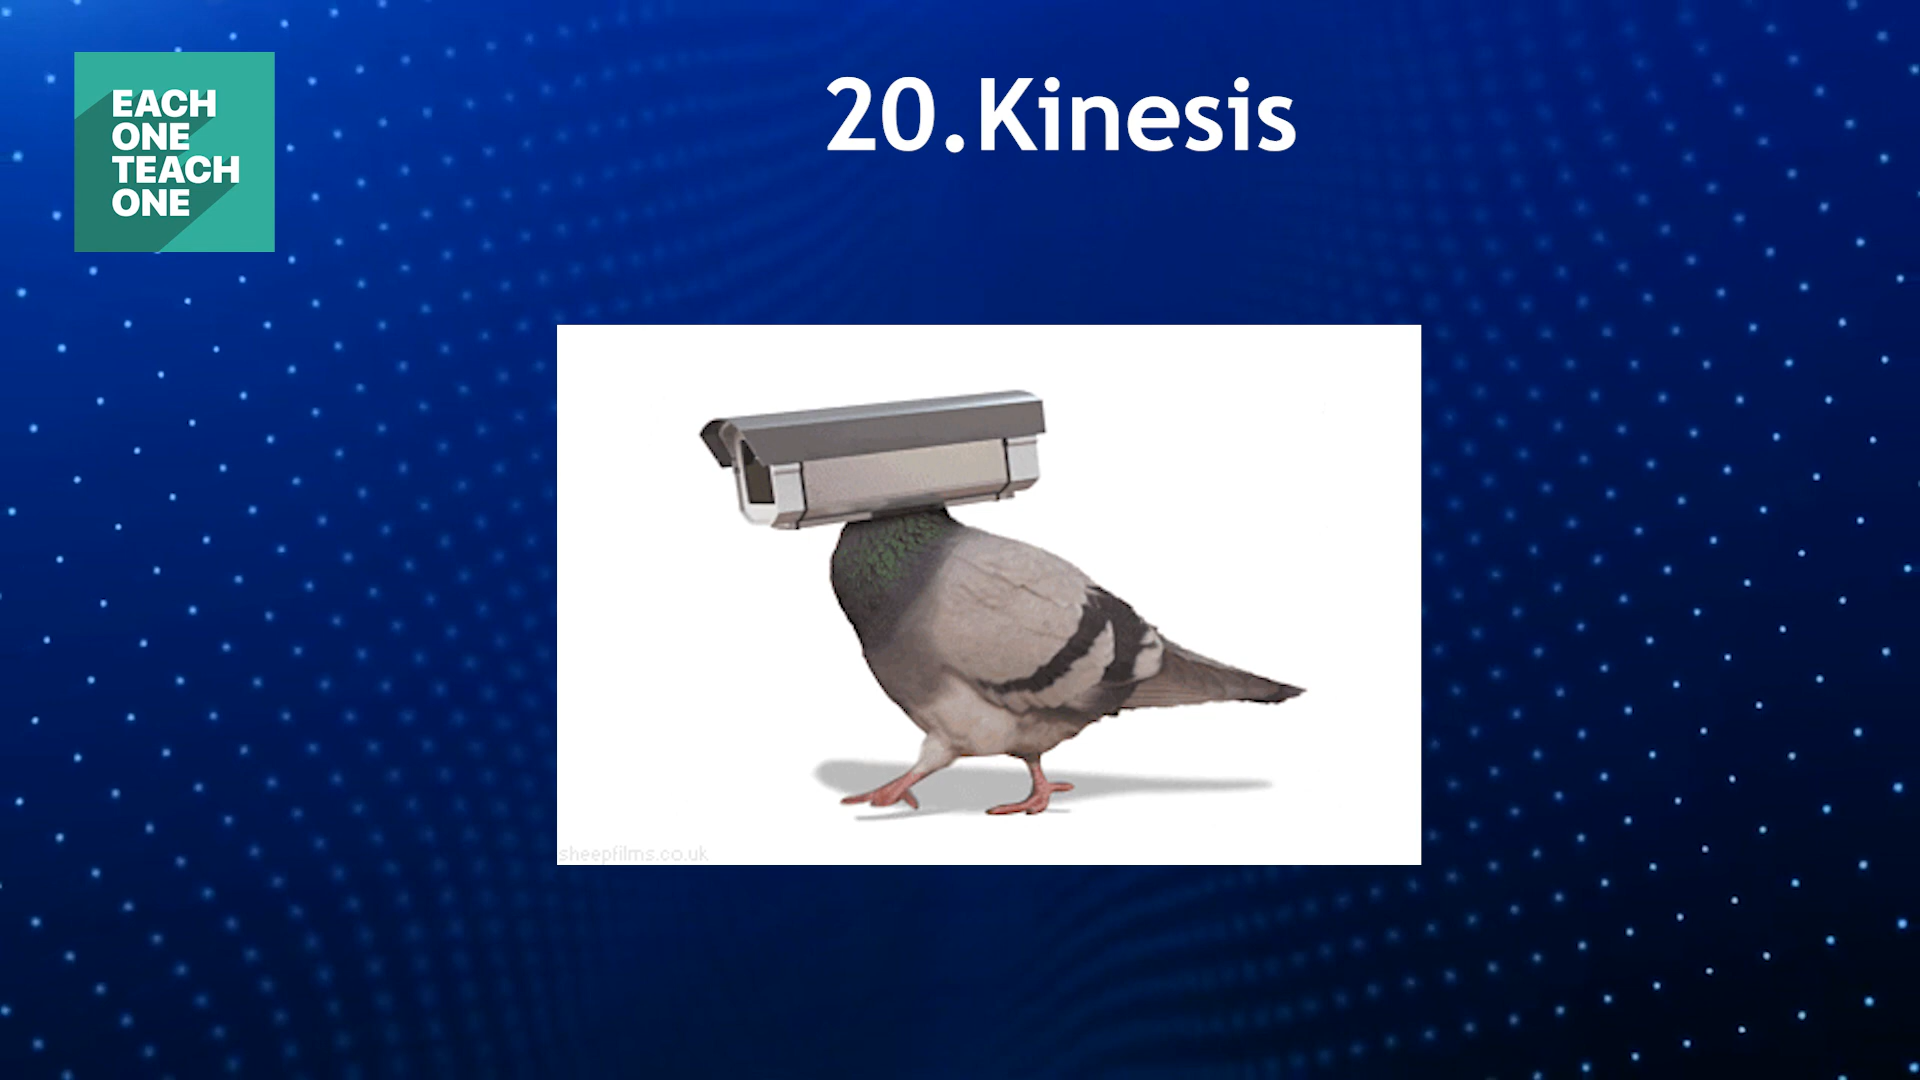 EACH
ONE
TEACH
ONE
20.Kinesis
sheepfilms.co.uk